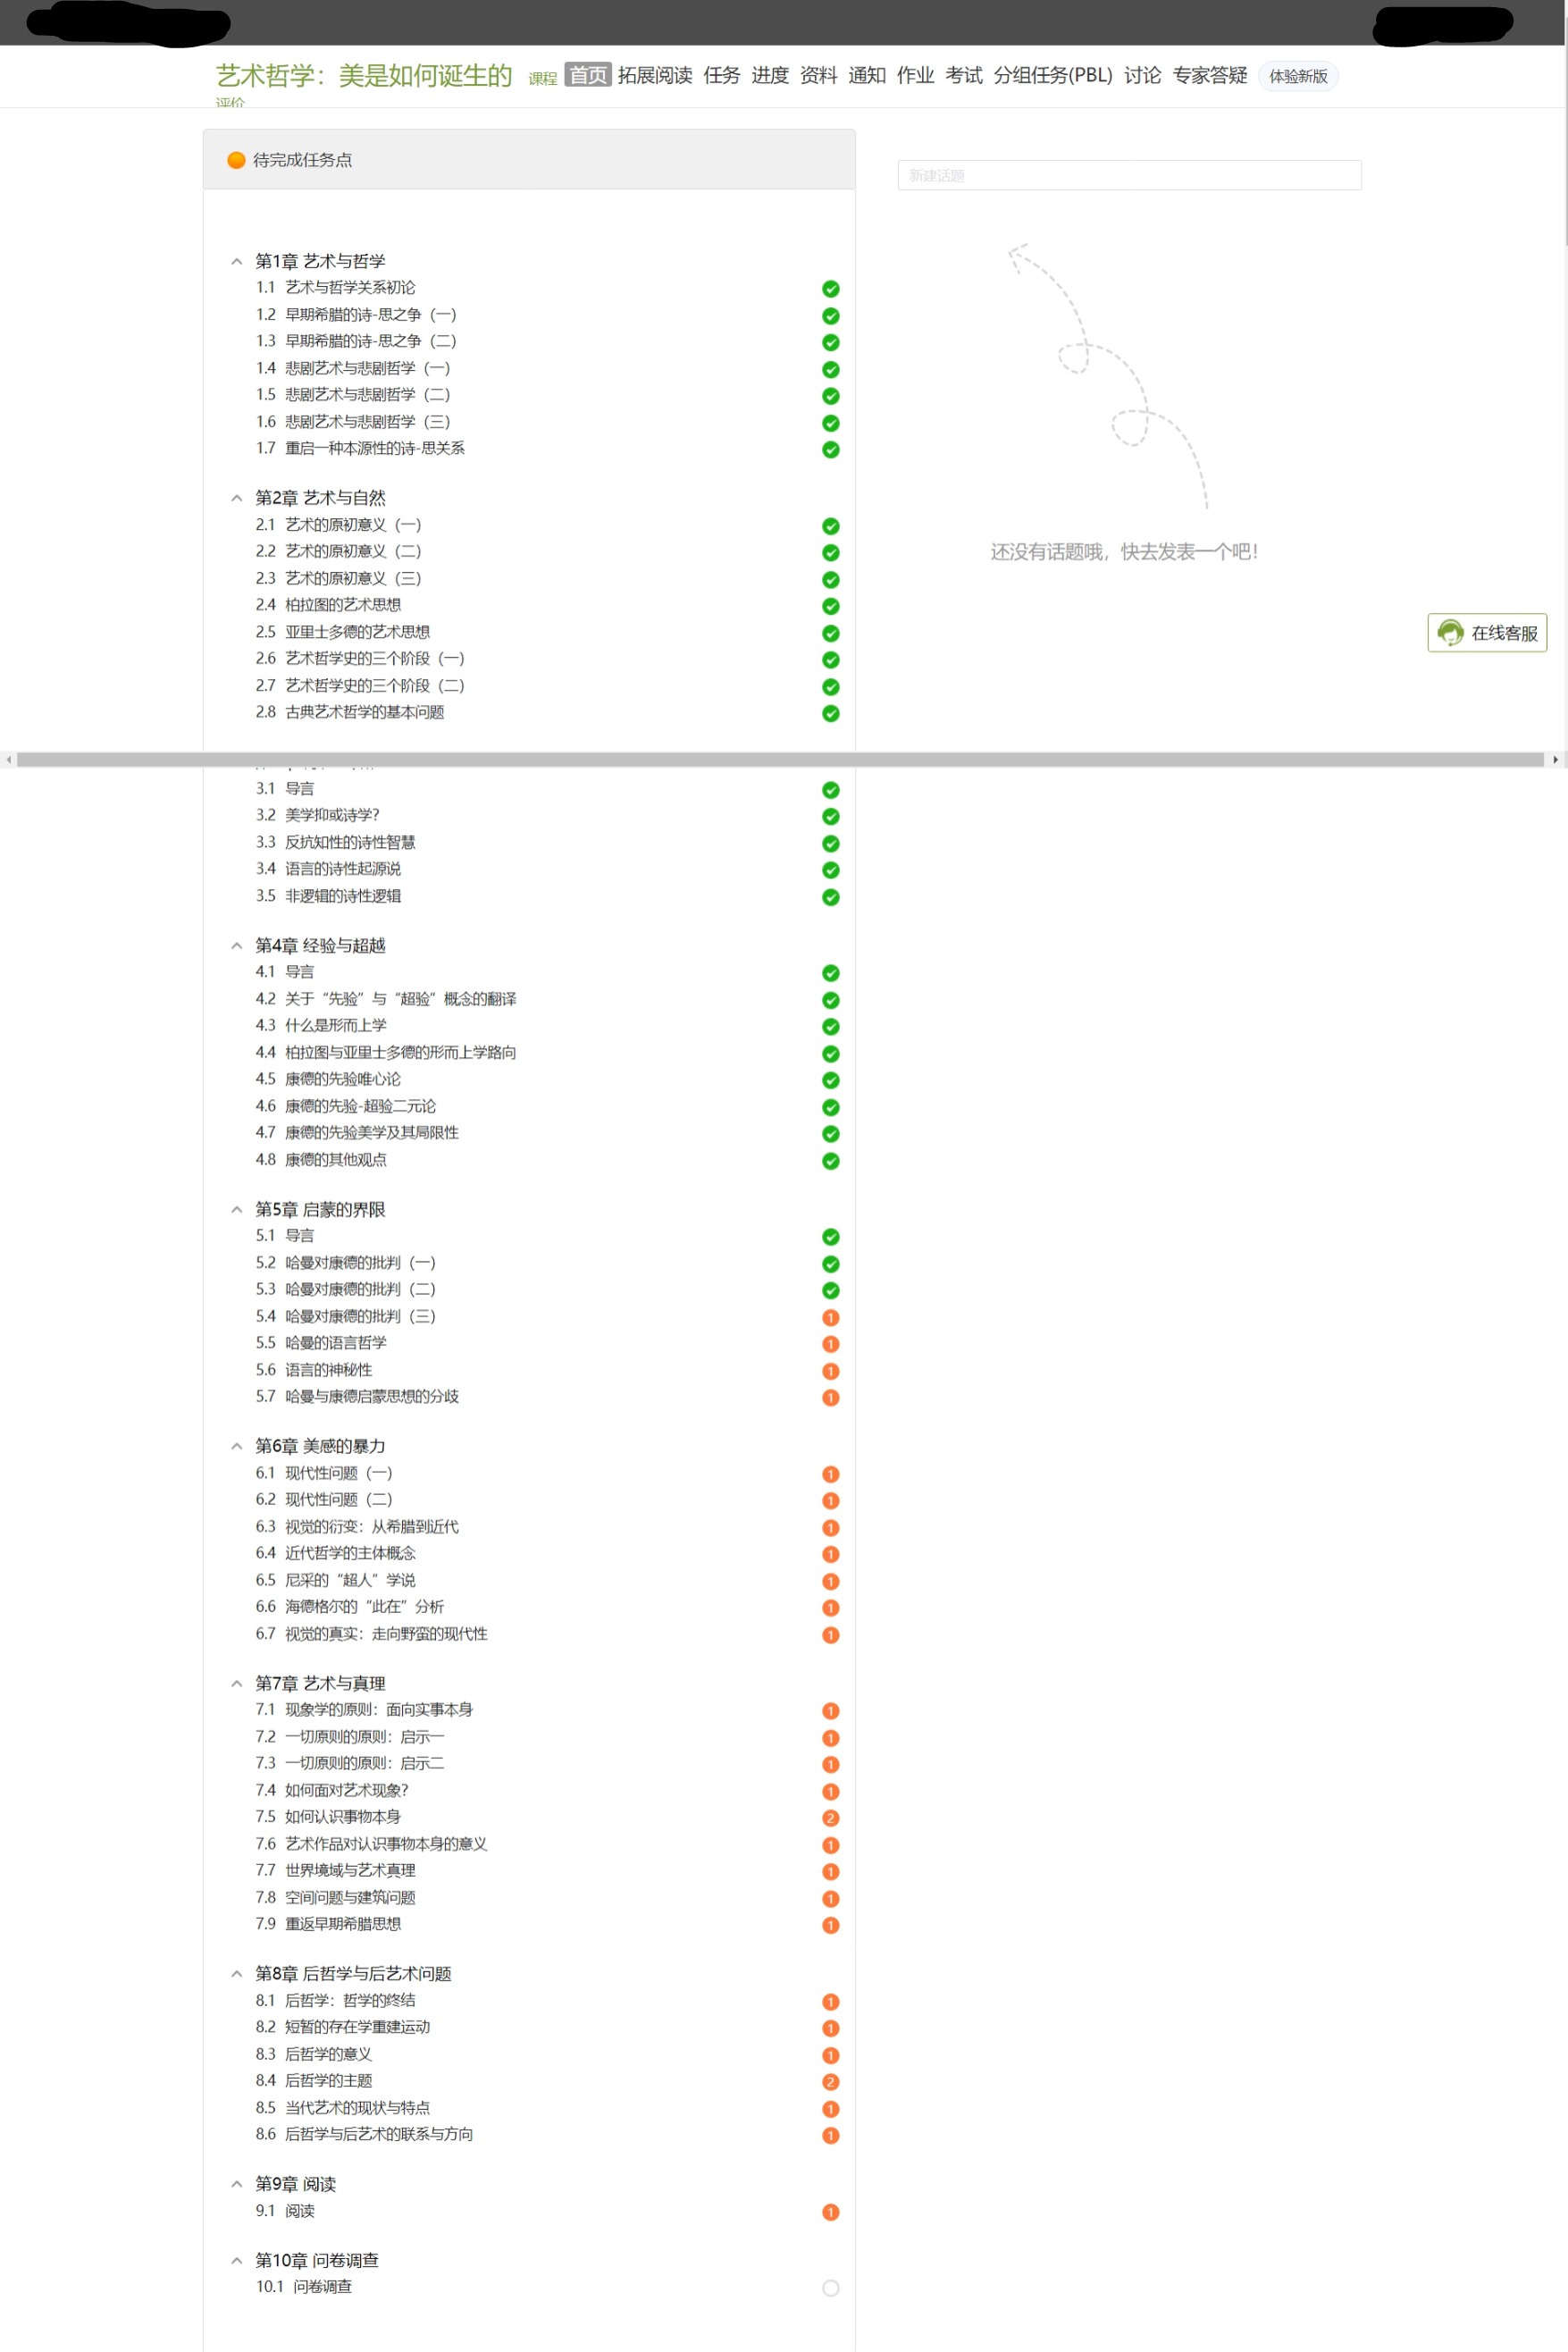 艺术哲学：美是如何诞生的 课程 首页 拓展阅读 任务 进度 资料 通知 作业 考试 分组任务(PBL) 讨论 专家答疑 体验新版
评价
待完成任务点
新建话题
第1章 艺术与哲学
1.1 艺术与哲学关系初论
1.2 早期希腊的诗-思之争（一）
1.3 早期希腊的诗-思之争（二）
1.4 悲剧艺术与悲剧哲学（一）
1.5 悲剧艺术与悲剧哲学（二）
1.6 悲剧艺术与悲剧哲学（三）
1.7 重启一种本源性的诗-思关系
第2章 艺术与自然
2.1 艺术的原初意义（一）
2.2 艺术的原初意义（二）
2.3 艺术的原初意义（三）
2.4 柏拉图的艺术思想
2.5 亚里士多德的艺术思想
2.6 艺术哲学史的三个阶段（一）
2.7 艺术哲学史的三个阶段（二）
2.8 古典艺术哲学的基本问题
还没有话题哦，快去发表一个吧！
在线客服
3.1 导言
3.2 美学抑或诗学？
3.3 反抗知性的诗性智慧
3.4 语言的诗性起源说
3.5 非逻辑的诗性逻辑
第4章 经验与超越
4.1 导言
4.2 关于“先验”与“超验”概念的翻译
4.3 什么是形而上学
4.4 柏拉图与亚里士多德的形而上学路向
4.5 康德的先验唯心论
4.6 康德的先验-超验二元论
4.7 康德的先验美学及其局限性
4.8 康德的其他观点
第5章 启蒙的界限
5.1 导言
5.2 哈曼对康德的批判（一）
5.3 哈曼对康德的批判（二）
5.4 哈曼对康德的批判（三） 1
5.5 哈曼的语言哲学 1
5.6 语言的神秘性 1
5.7 哈曼与康德启蒙思想的分歧 1
第6章 美感的暴力
6.1 现代性问题（一） 1
6.2 现代性问题（二） 1
6.3 视觉的衍变：从希腊到近代 1
6.4 近代哲学的主体概念 1
6.5 尼采的“超人”学说 1
6.6 海德格尔的“此在”分析 1
6.7 视觉的真实：走向野蛮的现代性 1
第7章 艺术与真理
7.1 现象学的原则：面向实事本身 1
7.2 一切原则的原则：启示一 1
7.3 一切原则的原则：启示二 1
7.4 如何面对艺术现象？ 1
7.5 如何认识事物本身 2
7.6 艺术作品对认识事物本身的意义 1
7.7 世界境域与艺术真理 1
7.8 空间问题与建筑问题 1
7.9 重返早期希腊思想 1
第8章 后哲学与后艺术问题
8.1 后哲学：哲学的终结 1
8.2 短暂的存在学重建运动 1
8.3 后哲学的意义 1
8.4 后哲学的主题 2
8.5 当代艺术的现状与特点 1
8.6 后哲学与后艺术的联系与方向 1
第9章 阅读
9.1 阅读 1
第10章 问卷调查
10.1 问卷调查